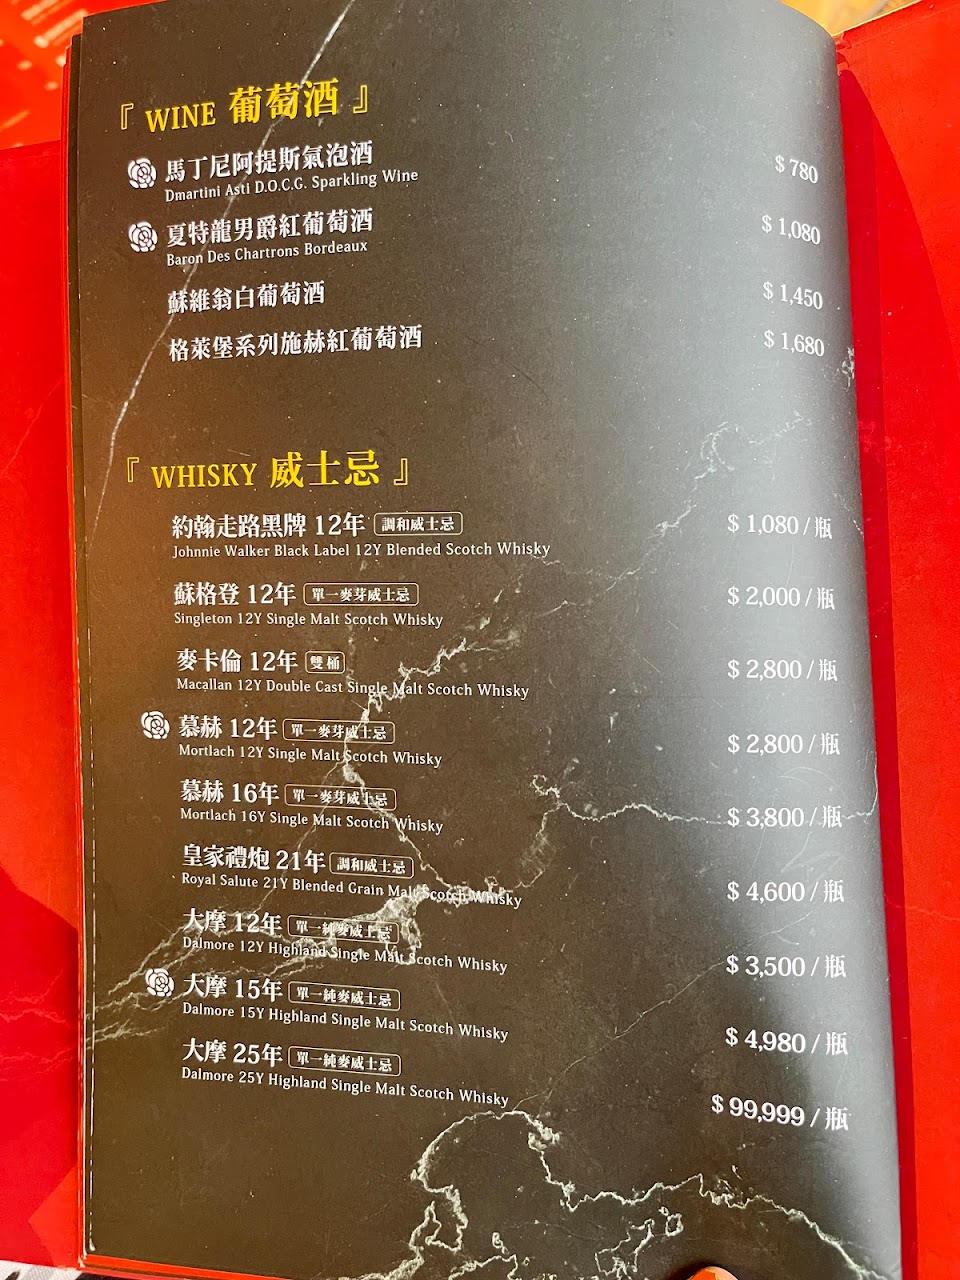 『 WINE 葡萄酒 』
馬丁尼阿提斯氣泡酒 $ 780
Dmartini Asti D.O.C.G. Sparkling Wine
夏特龍男爵紅葡萄酒 $ 1,080
Baron Des Chartrons Bordeaux
蘇維翁白葡萄酒 $ 1,450
格萊堡系列施赫紅葡萄酒 $ 1,680
『 WHISKY 威士忌 』
約翰走路黑牌 12年 調和威士忌 $ 1,080 / 瓶
Johnnie Walker Black Label 12Y Blended Scotch Whisky
蘇格登 12年 單一麥芽威士忌 $ 2,000 / 瓶
Singleton 12Y Single Malt Scotch Whisky
麥卡倫 12年 雙桶 $ 2,800 / 瓶
Macallan 12Y Double Cast Single Malt Scotch Whisky
慕赫 12年 單一麥芽威士忌 $ 2,800 / 瓶
Mortlach 12Y Single Malt Scotch Whisky
慕赫 16年 單一麥芽威士忌 $ 3,800 / 瓶
Mortlach 16Y Single Malt Scotch Whisky
皇家禮炮 21年 調和威士忌 $ 4,600 / 瓶
Royal Salute 21Y Blended Grain Malt Scotch Whisky
大摩 12年 單一純麥威士忌 $ 3,500 / 瓶
Dalmore 12Y Highland Single Malt Scotch Whisky
大摩 15年 單一純麥威士忌 $ 4,980 / 瓶
Dalmore 15Y Highland Single Malt Scotch Whisky
大摩 25年 單一純麥威士忌 $ 99,999 / 瓶
Dalmore 25Y Highland Single Malt Scotch Whisky